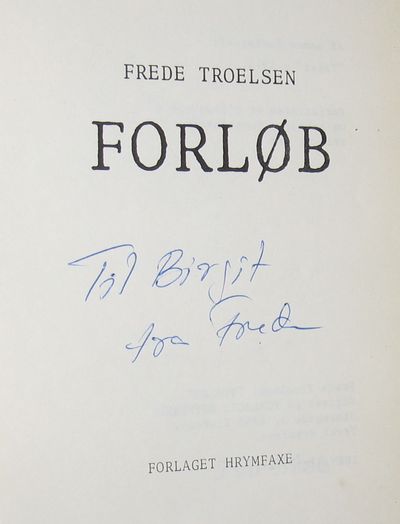 FREDE TROELSEN
FORLØB
Til Birgit
fra Frede
FORLAGET HRYMFAXE